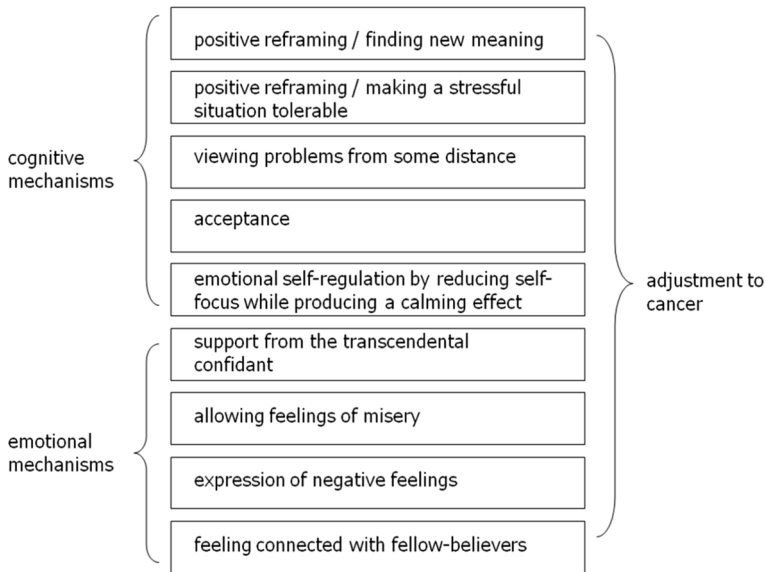 positive reframing / finding new meaning
positive reframing / making a stressful
situation tolerable
cognitive
mechanisms
viewing problems from some distance
acceptance
emotional self-regulation by reducing self-
focus while producing a calming effect
adjustment to
cancer
support from the transcendental
confidant
allowing feelings of misery
emotional
mechanisms
expression of negative feelings
feeling connected with fellow-believers